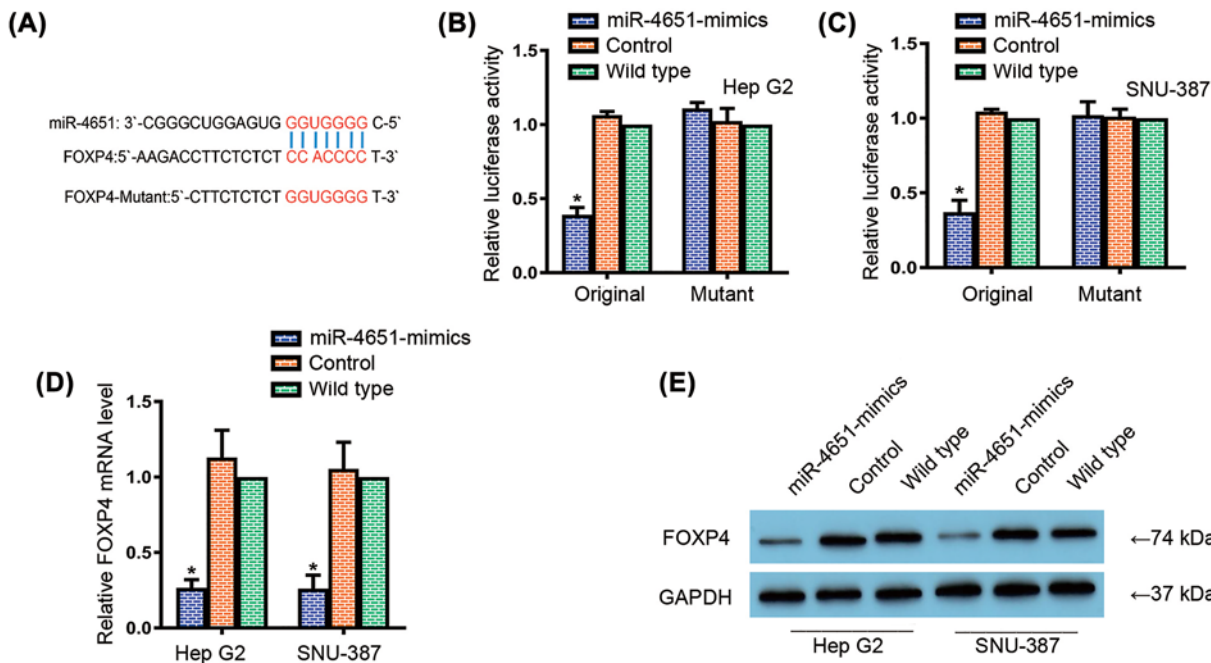 (A)
miR-4651: 3`-CGGGCUGGAGUG GGUGGGG C-5`
FOXP4:5`-AAGACCTTCTCTCT CCACCCC T-3`
FOXP4-Mutant:5`-CTTCTCTCT GGUGGGG T-3`
(B)
miR-4651-mimics
Control
Wild type
Hep G2
Relative luciferase activity
1.5
1.0
0.5
0.0
*
Original Mutant
(C)
miR-4651-mimics
Control
Wild type
SNU-387
Relative luciferase activity
1.5
1.0
0.5
0.0
*
Original Mutant
(D)
miR-4651-mimics
Control
Wild type
Relative FOXP4 mRNA level
1.5
1.0
0.5
0.0
* *
Hep G2 SNU-387
(E)
miR-4651-mimics Control Wild type miR-4651-mimics Control Wild type
FOXP4 ←74 kDa
GAPDH ←37 kDa
Hep G2 SNU-387